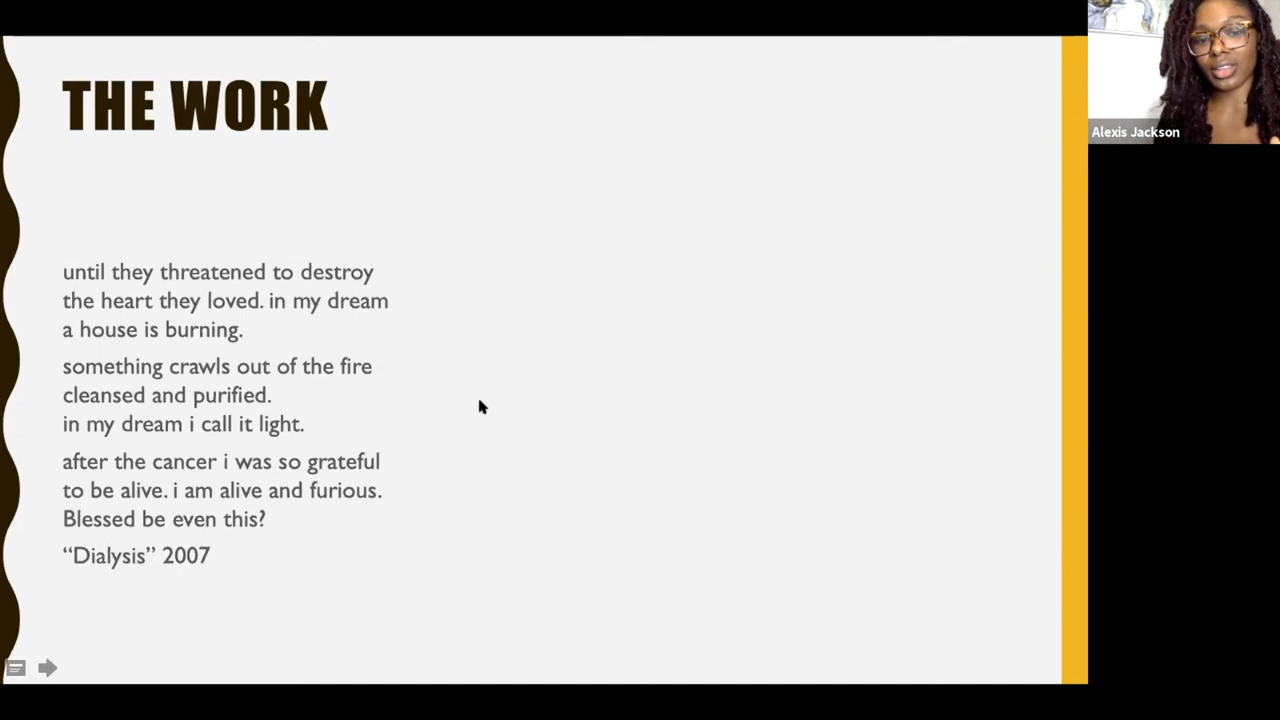 THE WORK
until they threatened to destroy
the heart they loved. in my dream
a house is burning.
something crawls out of the fire
cleansed and purified.
in my dream i call it light.
after the cancer i was so grateful
to be alive. i am alive and furious.
Blessed be even this?
“Dialysis” 2007
Alexis Jackson